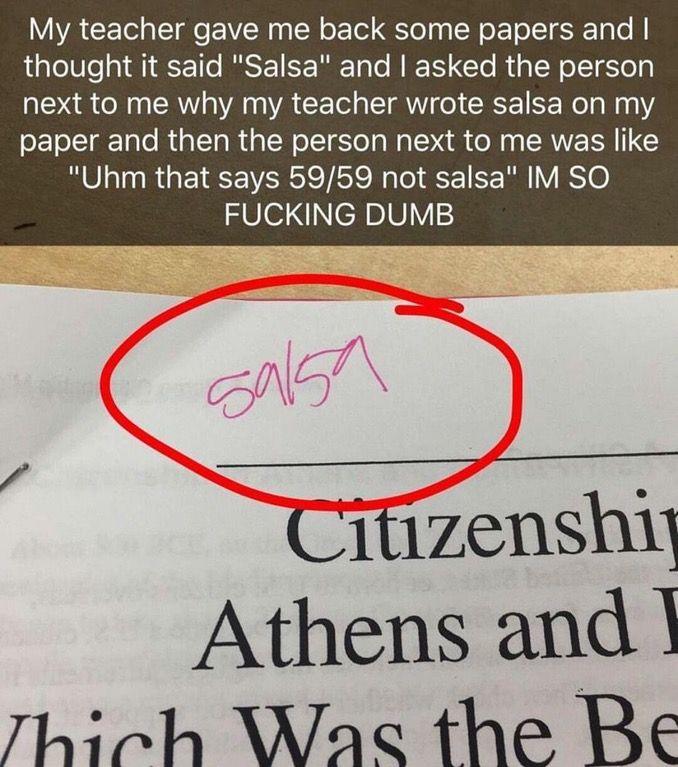 My teacher gave me back some papers and I
thought it said "Salsa" and I asked the person
next to me why my teacher wrote salsa on my
paper and then the person next to me was like
"Uhm that says 59/59 not salsa" IM SO
FUCKING DUMB
59/59
Citizenship
Athens and
Which Was the Be